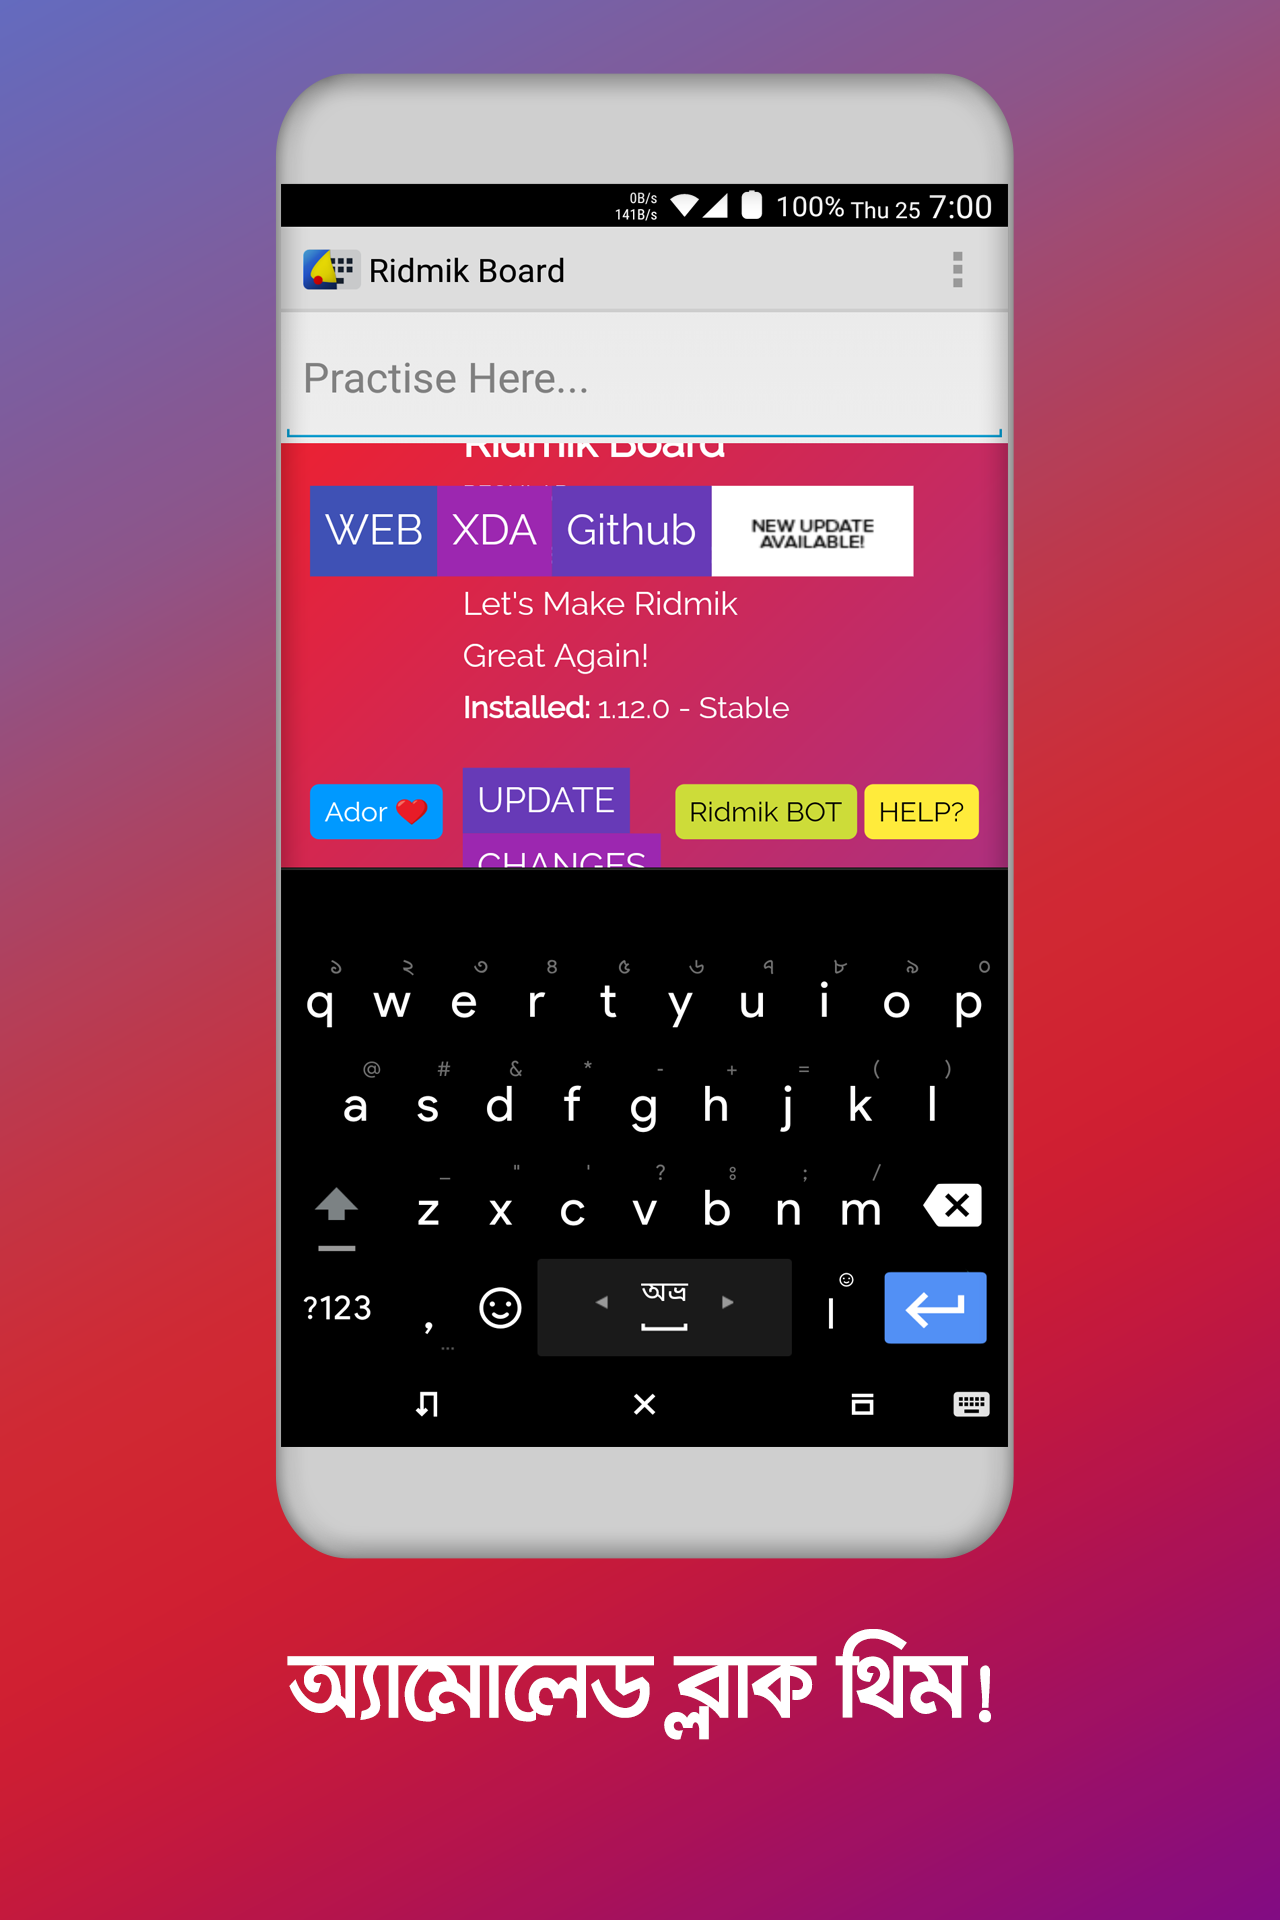 0B/s
141B/s
100% Thu 25 7:00
Ridmik Board
Practise Here...
Ridmik Board
WEB XDA Github NEW UPDATE
AVAILABLE!
Let's Make Ridmik
Great Again!
Installed: 1.12.0 - Stable
Ador ❤️ UPDATE Ridmik BOT HELP?
CHANGES
১ ২ ৩ ৪ ৫ ৬ ৭ ৮ ৯ ০
q w e r t y u i o p
@ # & * - + = ( )
a s d f g h j k l
_ " ' ? ঃ ; /
z x c v b n m
?123 , ... অভ্র ।
অ্যামোলেড ব্লাক থিম!